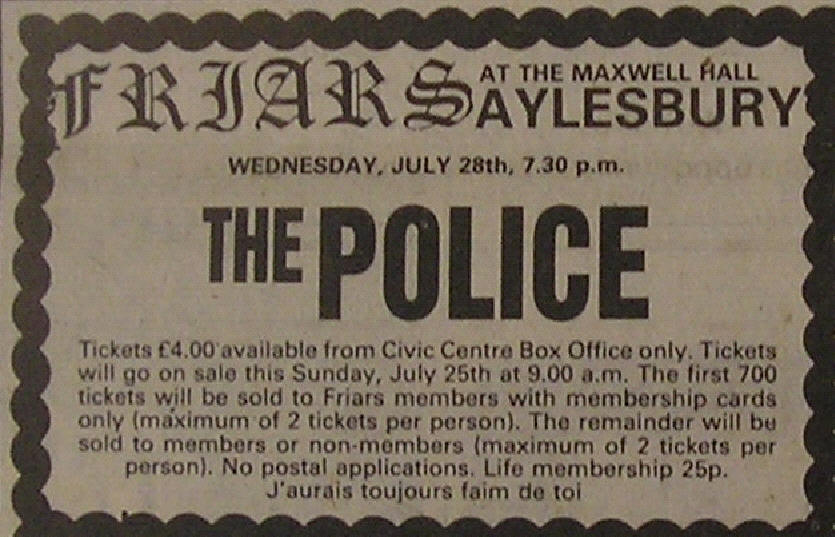 FRIARS AT THE MAXWELL HALL
AYLESBURY
WEDNESDAY, JULY 28th, 7.30 p.m.
THE POLICE
Tickets £4.00 available from Civic Centre Box Office only. Tickets
will go on sale this Sunday, July 25th at 9.00 a.m. The first 700
tickets will be sold to Friars members with membership cards
only (maximum of 2 tickets per person). The remainder will be
sold to members or non-members (maximum of 2 tickets per
person). No postal applications. Life membership 25p.
J'aurais toujours faim de toi